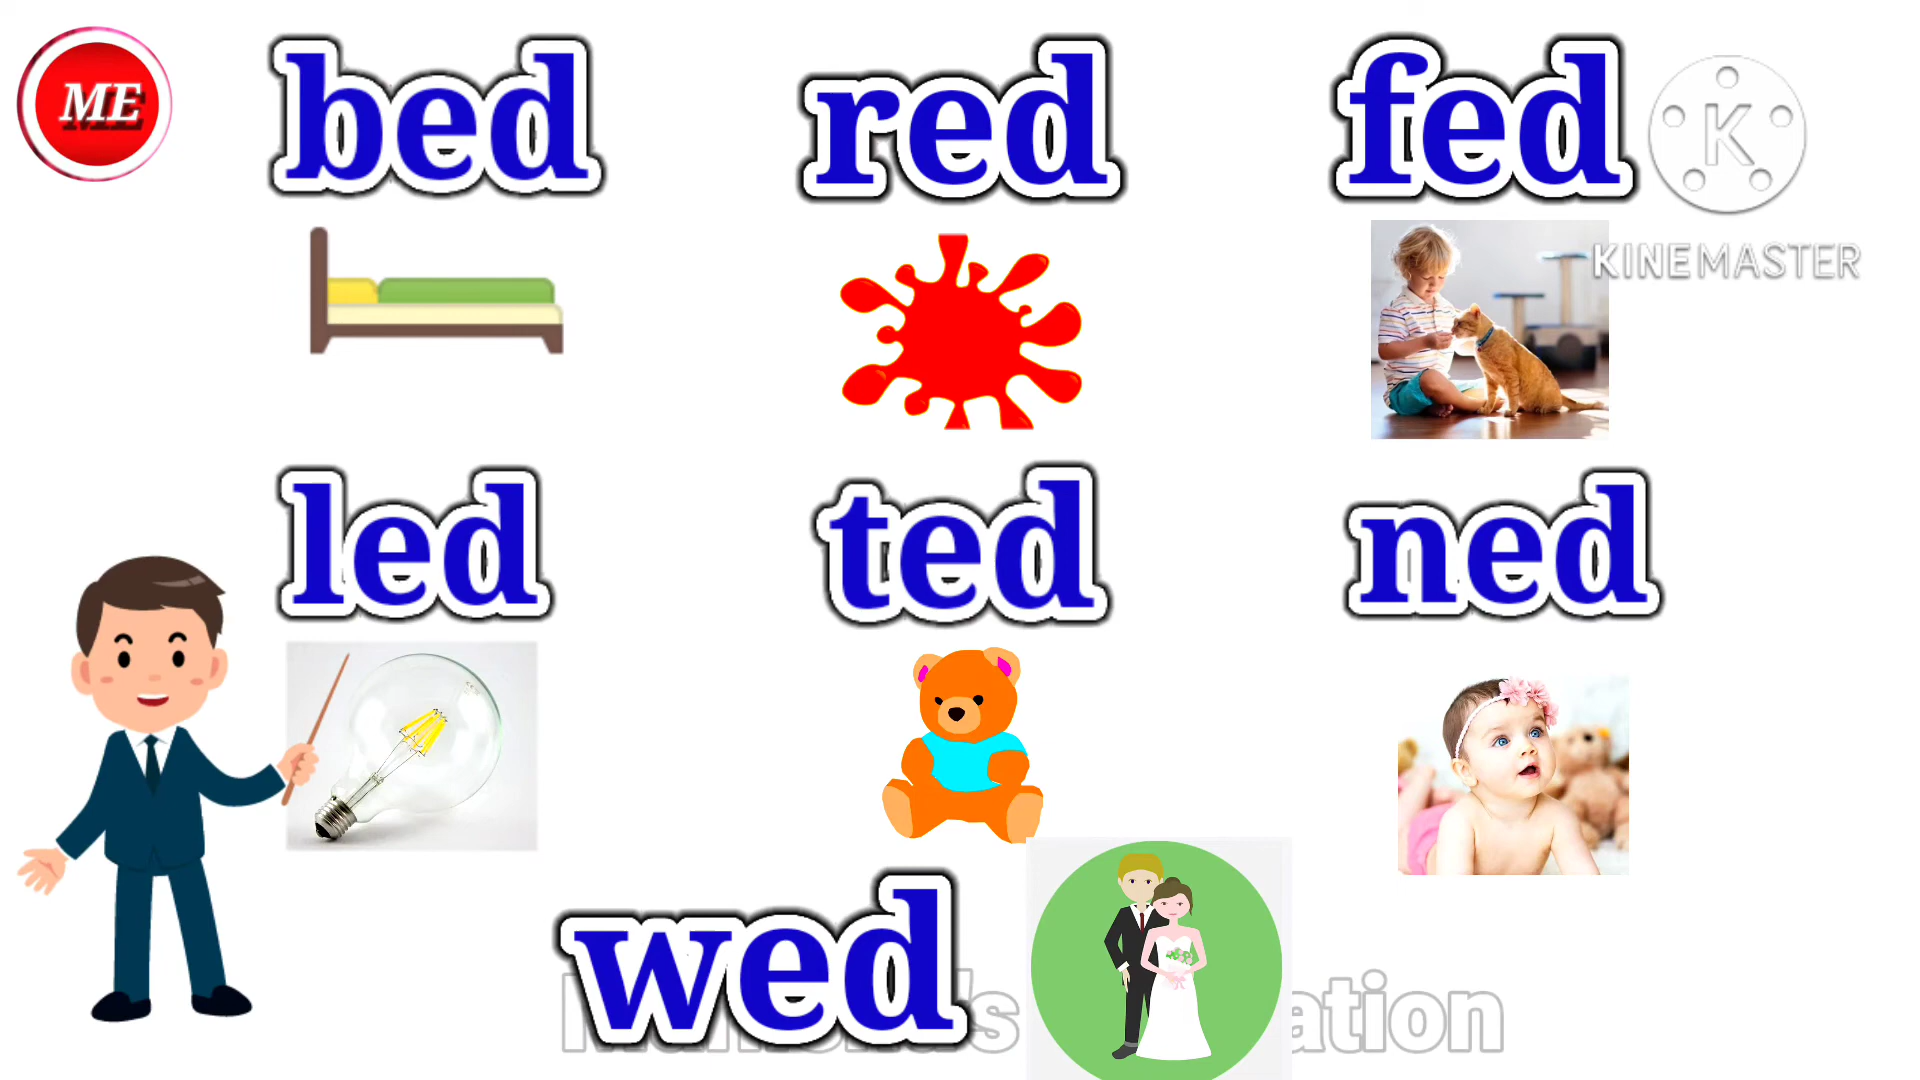 ME
bed red fed
K
KINEMASTER
led ted ned
wed